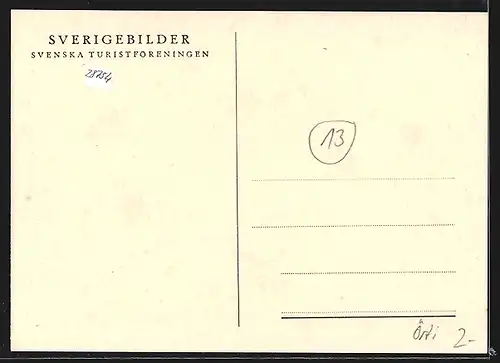 SVERIGEBILDER
SVENSKA TURISTFÖRENINGEN
28754
13
2-